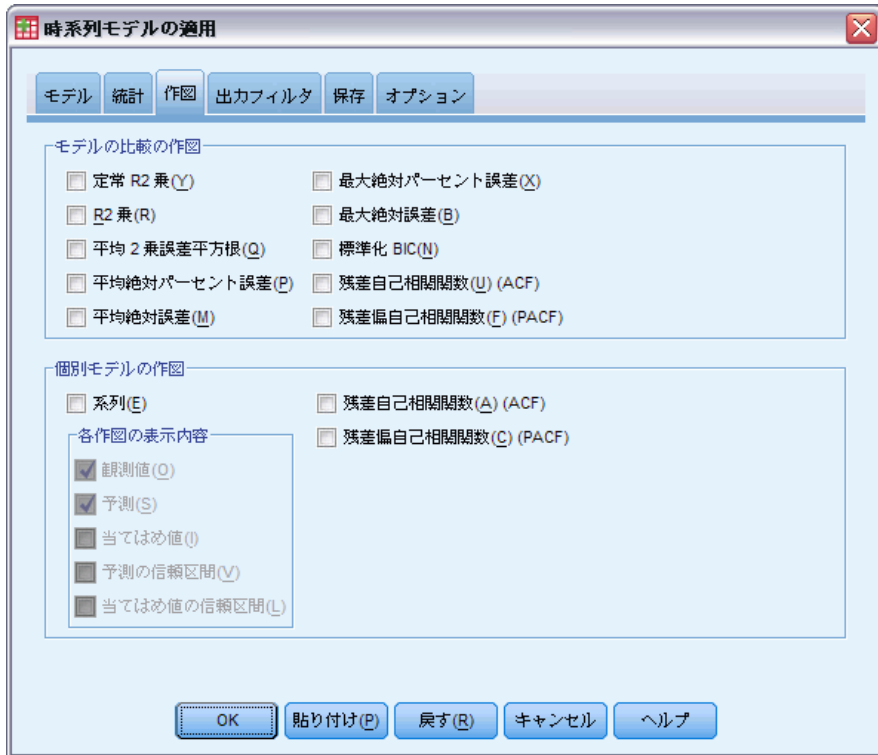 時系列モデルの適用
モデル 統計 作図 出力フィルタ 保存 オプション
モデルの比較の作図
定常 R2 乗(Y)
R2 乗(R)
平均 2 乗誤差平方根(Q)
平均絶対パーセント誤差(P)
平均絶対誤差(M)
最大絶対パーセント誤差(X)
最大絶対誤差(B)
標準化 BIC(N)
残差自己相関関数(U) (ACF)
残差偏自己相関関数(F) (PACF)
個別モデルの作図
系列(E)
各作図の表示内容
観測値(O)
予測(S)
当てはめ値(I)
予測の信頼区間(V)
当てはめ値の信頼区間(L)
残差自己相関関数(A) (ACF)
残差偏自己相関関数(C) (PACF)
OK 貼り付け(P) 戻す(R) キャンセル ヘルプ